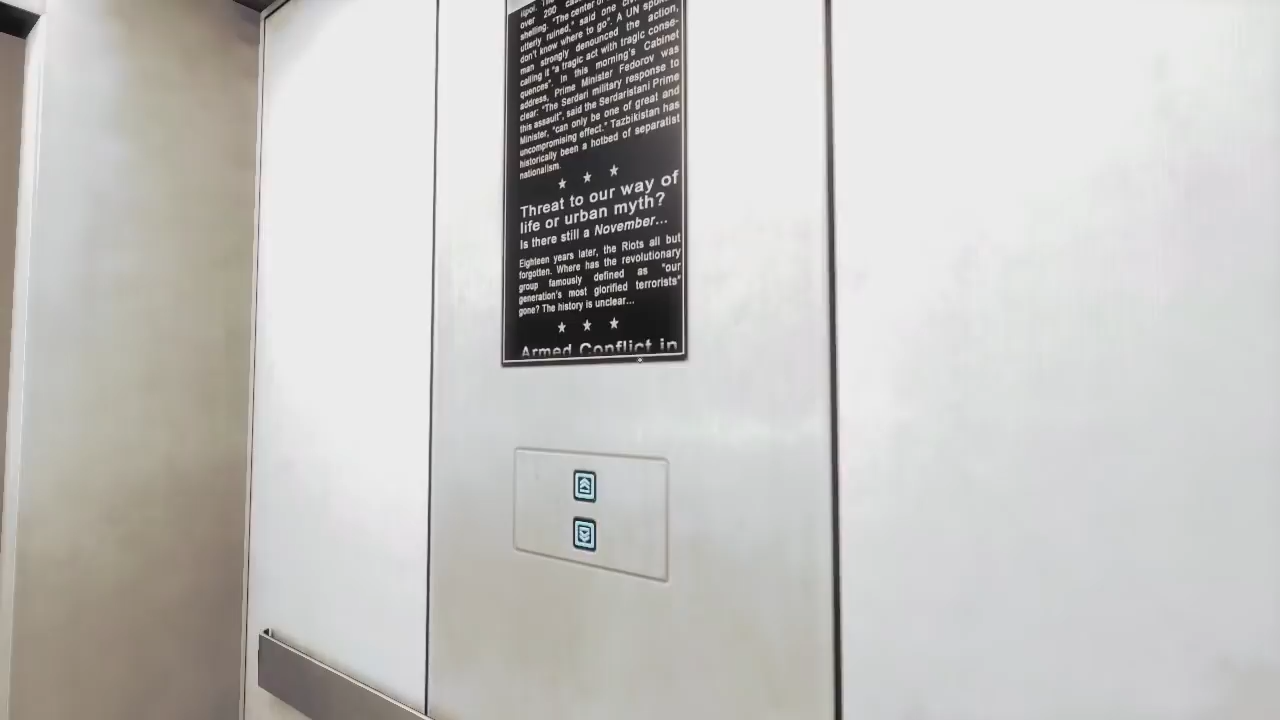 over 200
shelling. "The center of
utterly ruined," said one
don't know where to go". A UN
man strongly denounced the action,
calling it "a tragic act with tragic conse-
quences". In this morning's Cabinet
address, Prime Minister Fedorov was
clear: "The Serdari military response to
this assault", said the Serdaristani Prime
Minister, "can only be one of great and
uncompromising effect." Tazbikistan has
historically been a hotbed of separatist
nationalism.
Threat to our way of
life or urban myth?
Is there still a November...
Eighteen years later, the Riots all but
forgotten. Where has the revolutionary
group famously defined as "our
generation's most glorified terrorists"
gone? The history is unclear...
Armed Conflict in